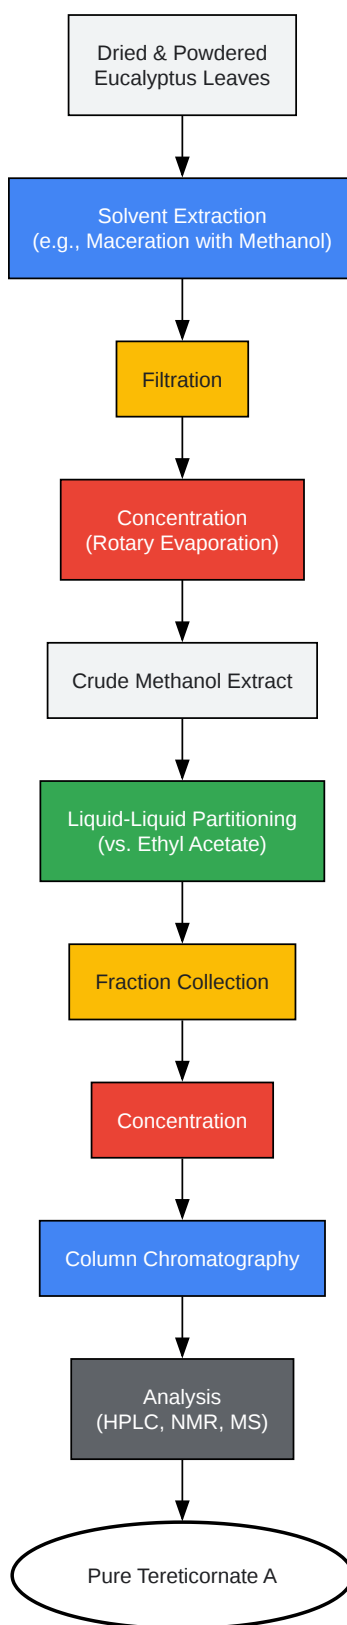 Dried & Powdered
Eucalyptus Leaves
Solvent Extraction
(e.g., Maceration with Methanol)
Filtration
Concentration
(Rotary Evaporation)
Crude Methanol Extract
Liquid-Liquid Partitioning
(vs. Ethyl Acetate)
Fraction Collection
Concentration
Column Chromatography
Analysis
(HPLC, NMR, MS)
Pure Tereticornate A